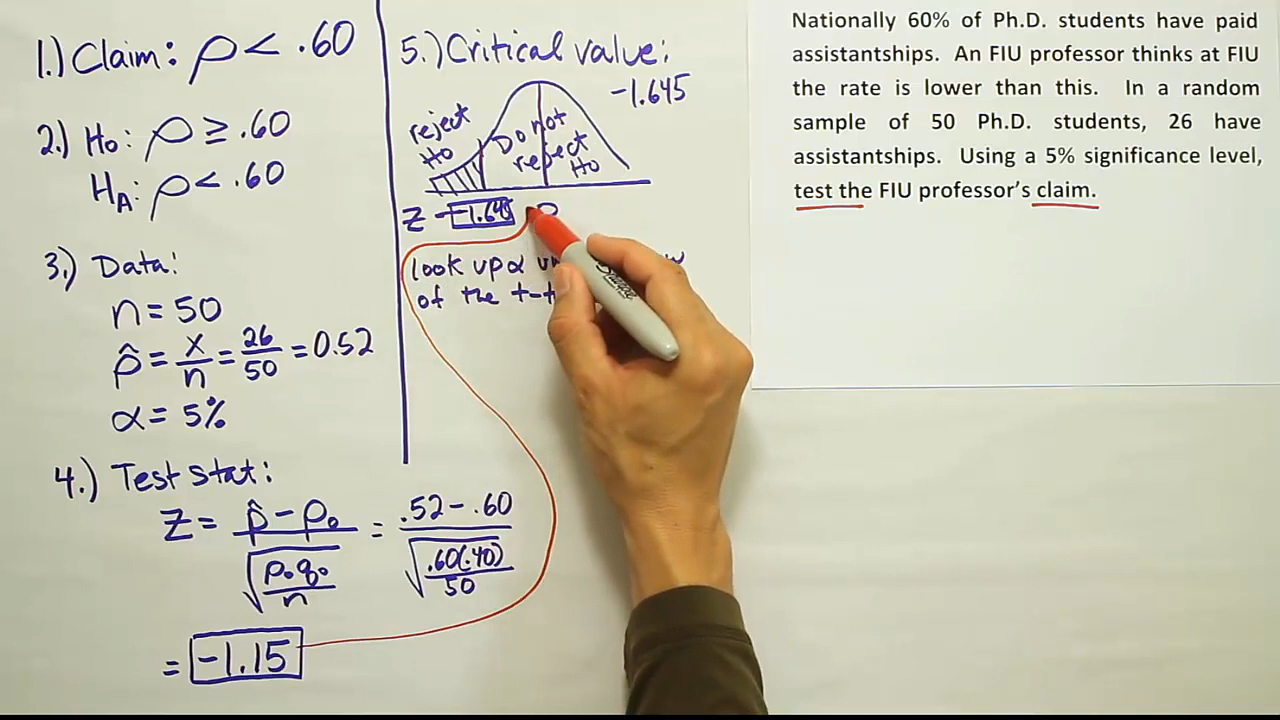 1.) Claim: p < .60
2.) Ho: p ≥ .60
HA: p < .60
3.) Data:
n = 50
p̂ = x/n = 26/50 = 0.52
α = 5%
4.) Test stat:
z = (p̂ - p₀)/√(p₀q₀/n) = (.52 - .60)/√(.60(.40)/50)
= -1.15
5.) Critical value:
-1.645
reject Ho
Do not reject Ho
z -1.645 0
look up α
of the t-t
Nationally 60% of Ph.D. students have paid
assistantships. An FIU professor thinks at FIU
the rate is lower than this. In a random
sample of 50 Ph.D. students, 26 have
assistantships. Using a 5% significance level,
test the FIU professor's claim.